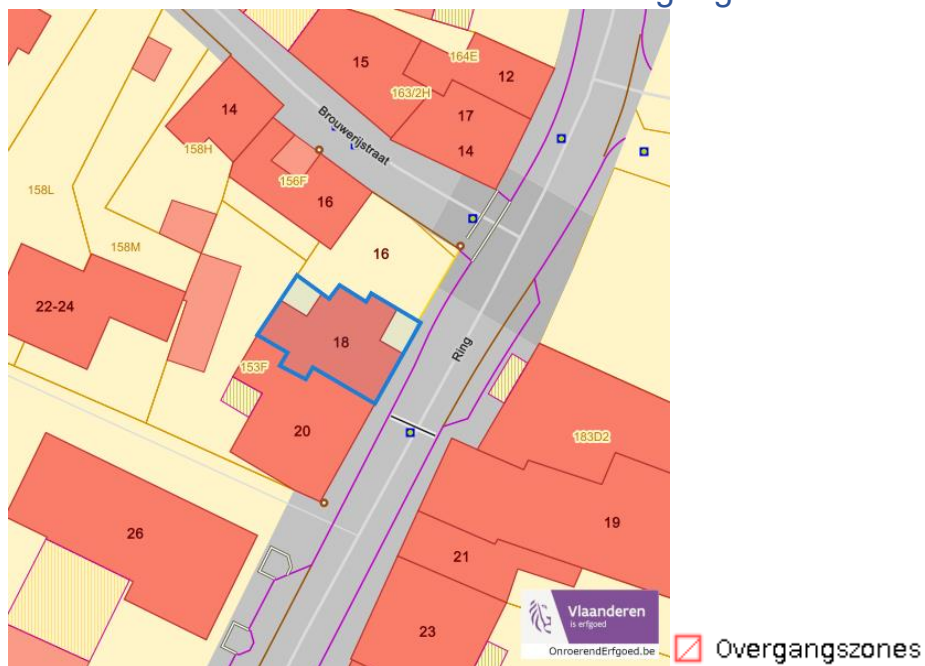 15
164E
12
163/2H
17
14
14
Brouwerijstraat
158H
156F
158L
16
158M
16
22-24
18
Ring
153F
20
183D2
19
26
21
23
Vlaanderen
is erfgoed
OnroerendErfgoed.be
Overgangszones